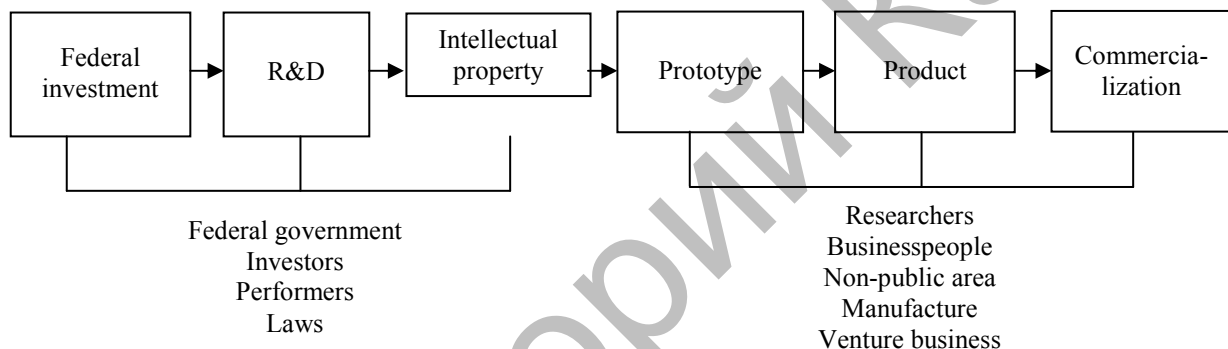 Federal
investment
R&D
Intellectual
property
Prototype
Product
Commercia-
lization
Federal government
Investors
Performers
Laws
Researchers
Businesspeople
Non-public area
Manufacture
Venture business